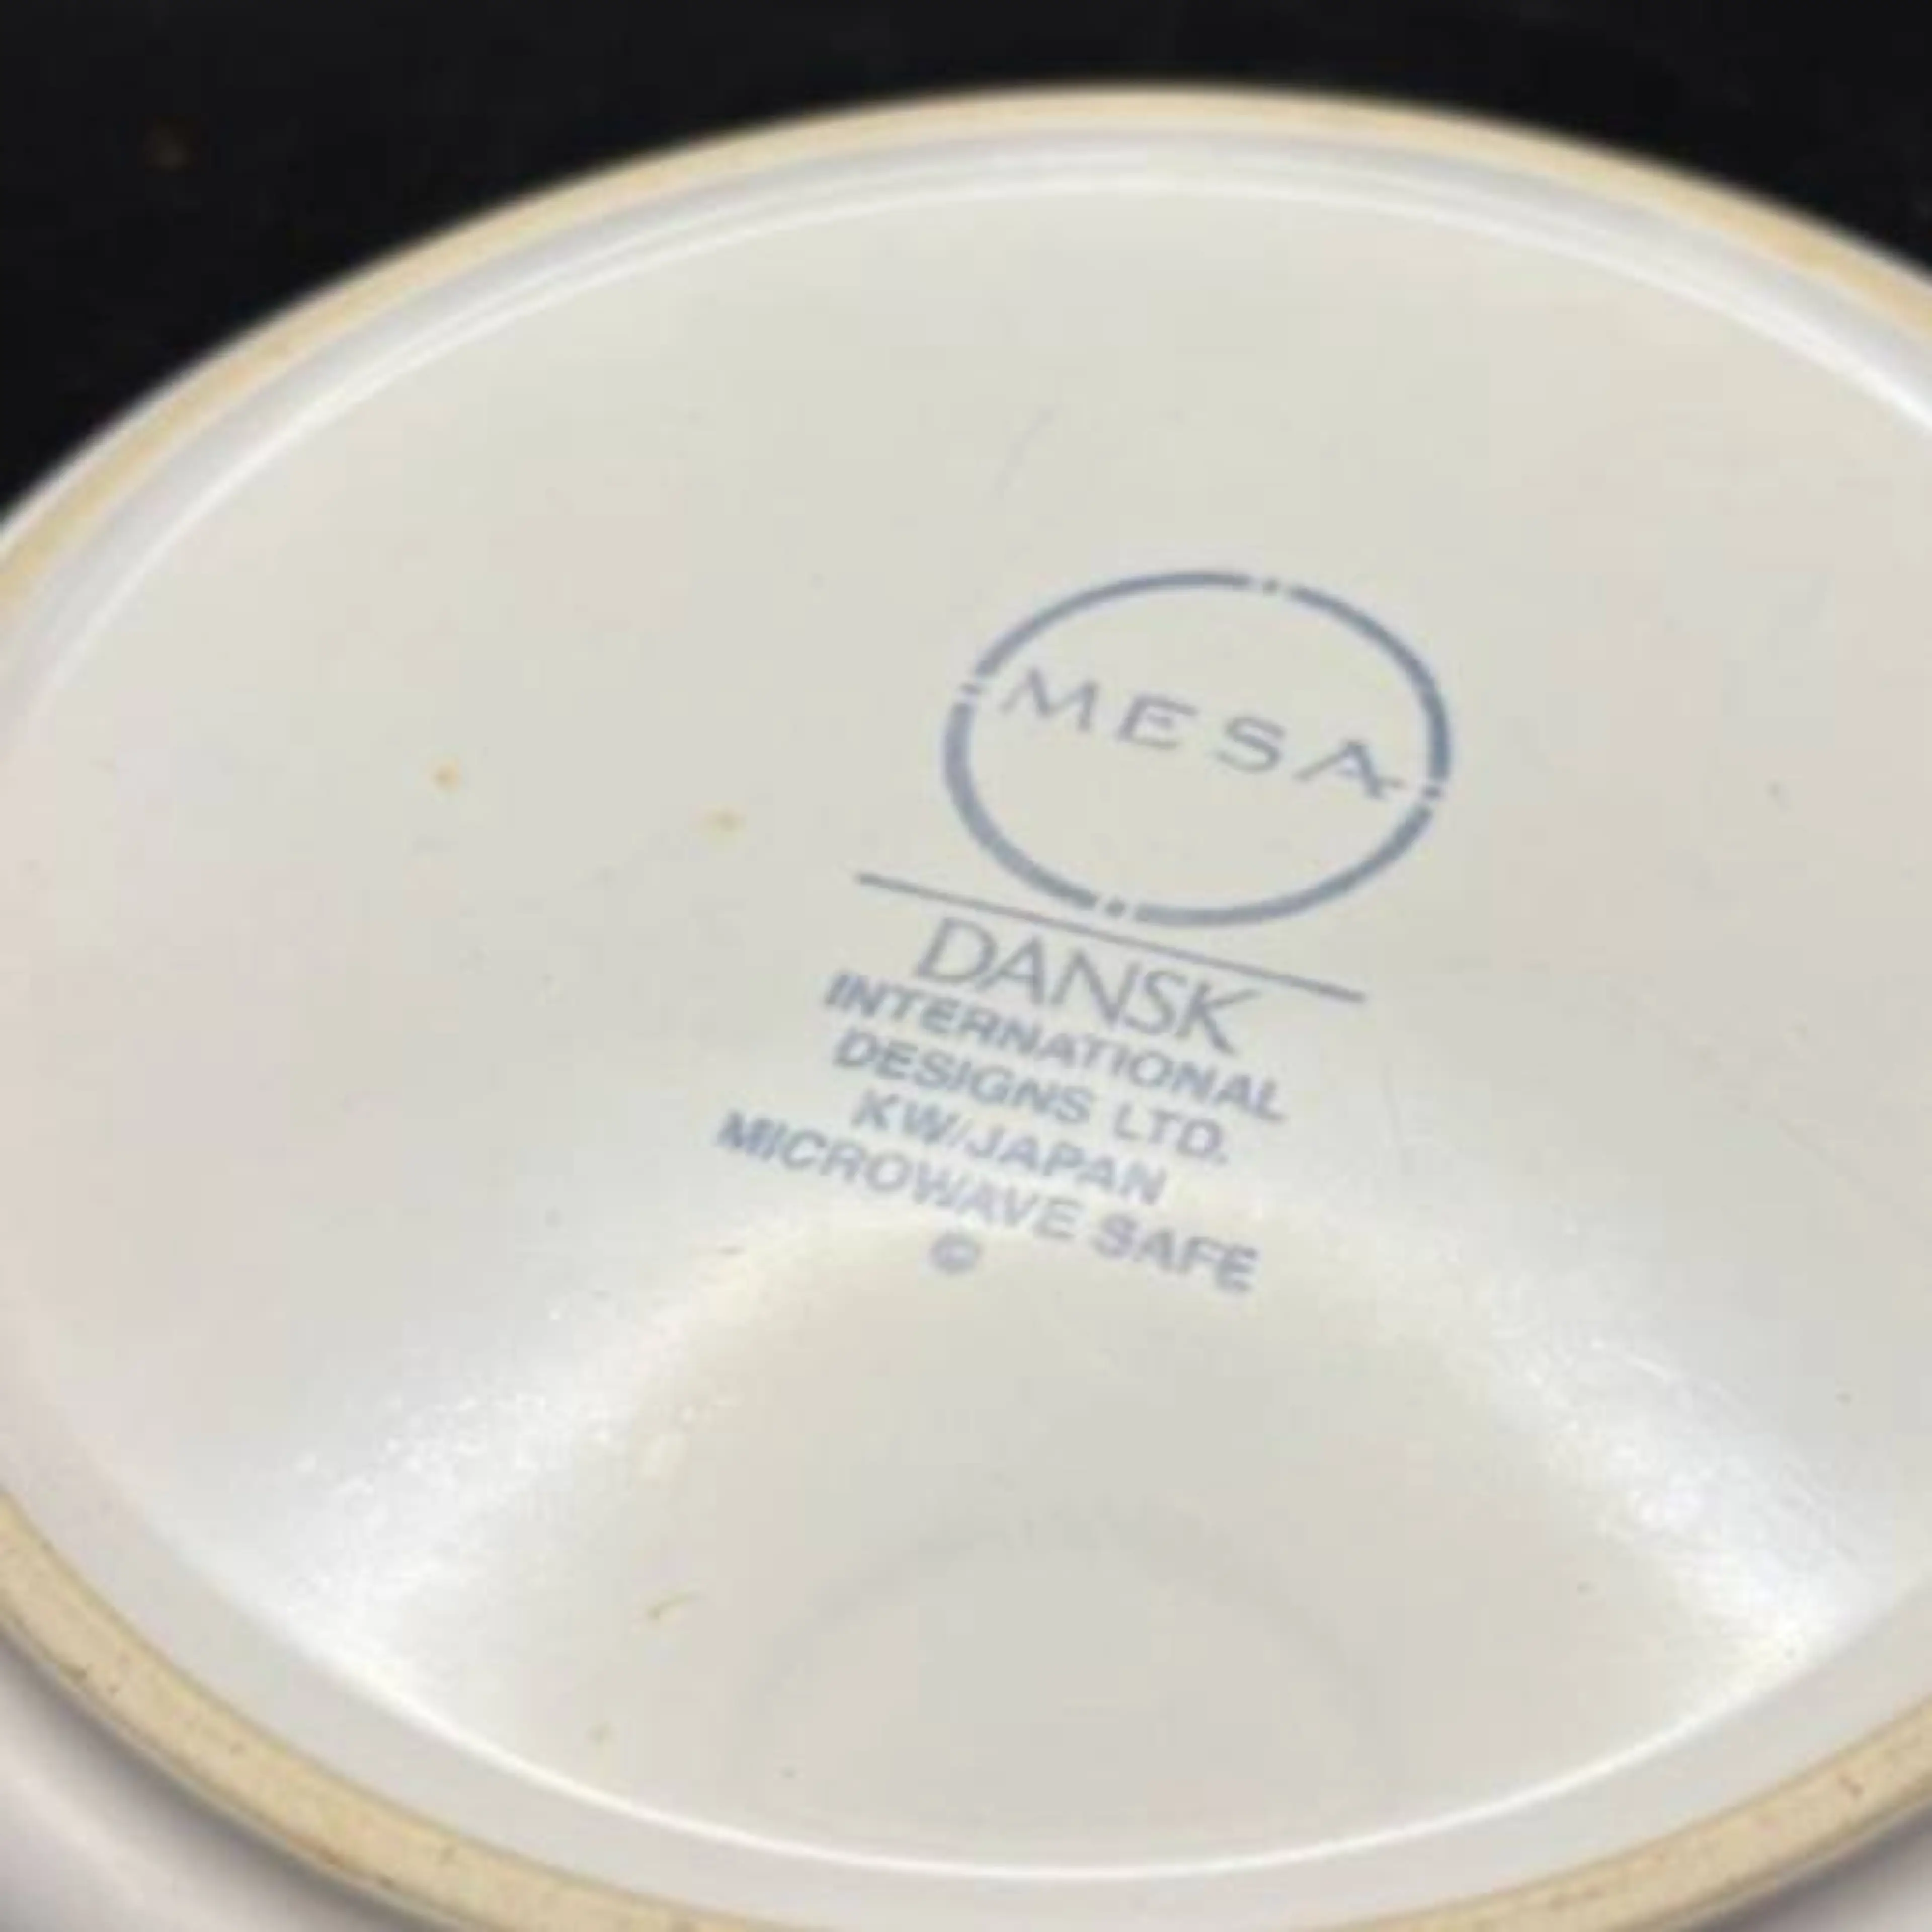 MESA
DANSK
INTERNATIONAL
DESIGNS LTD.
KW/JAPAN
MICROWAVE SAFE
©